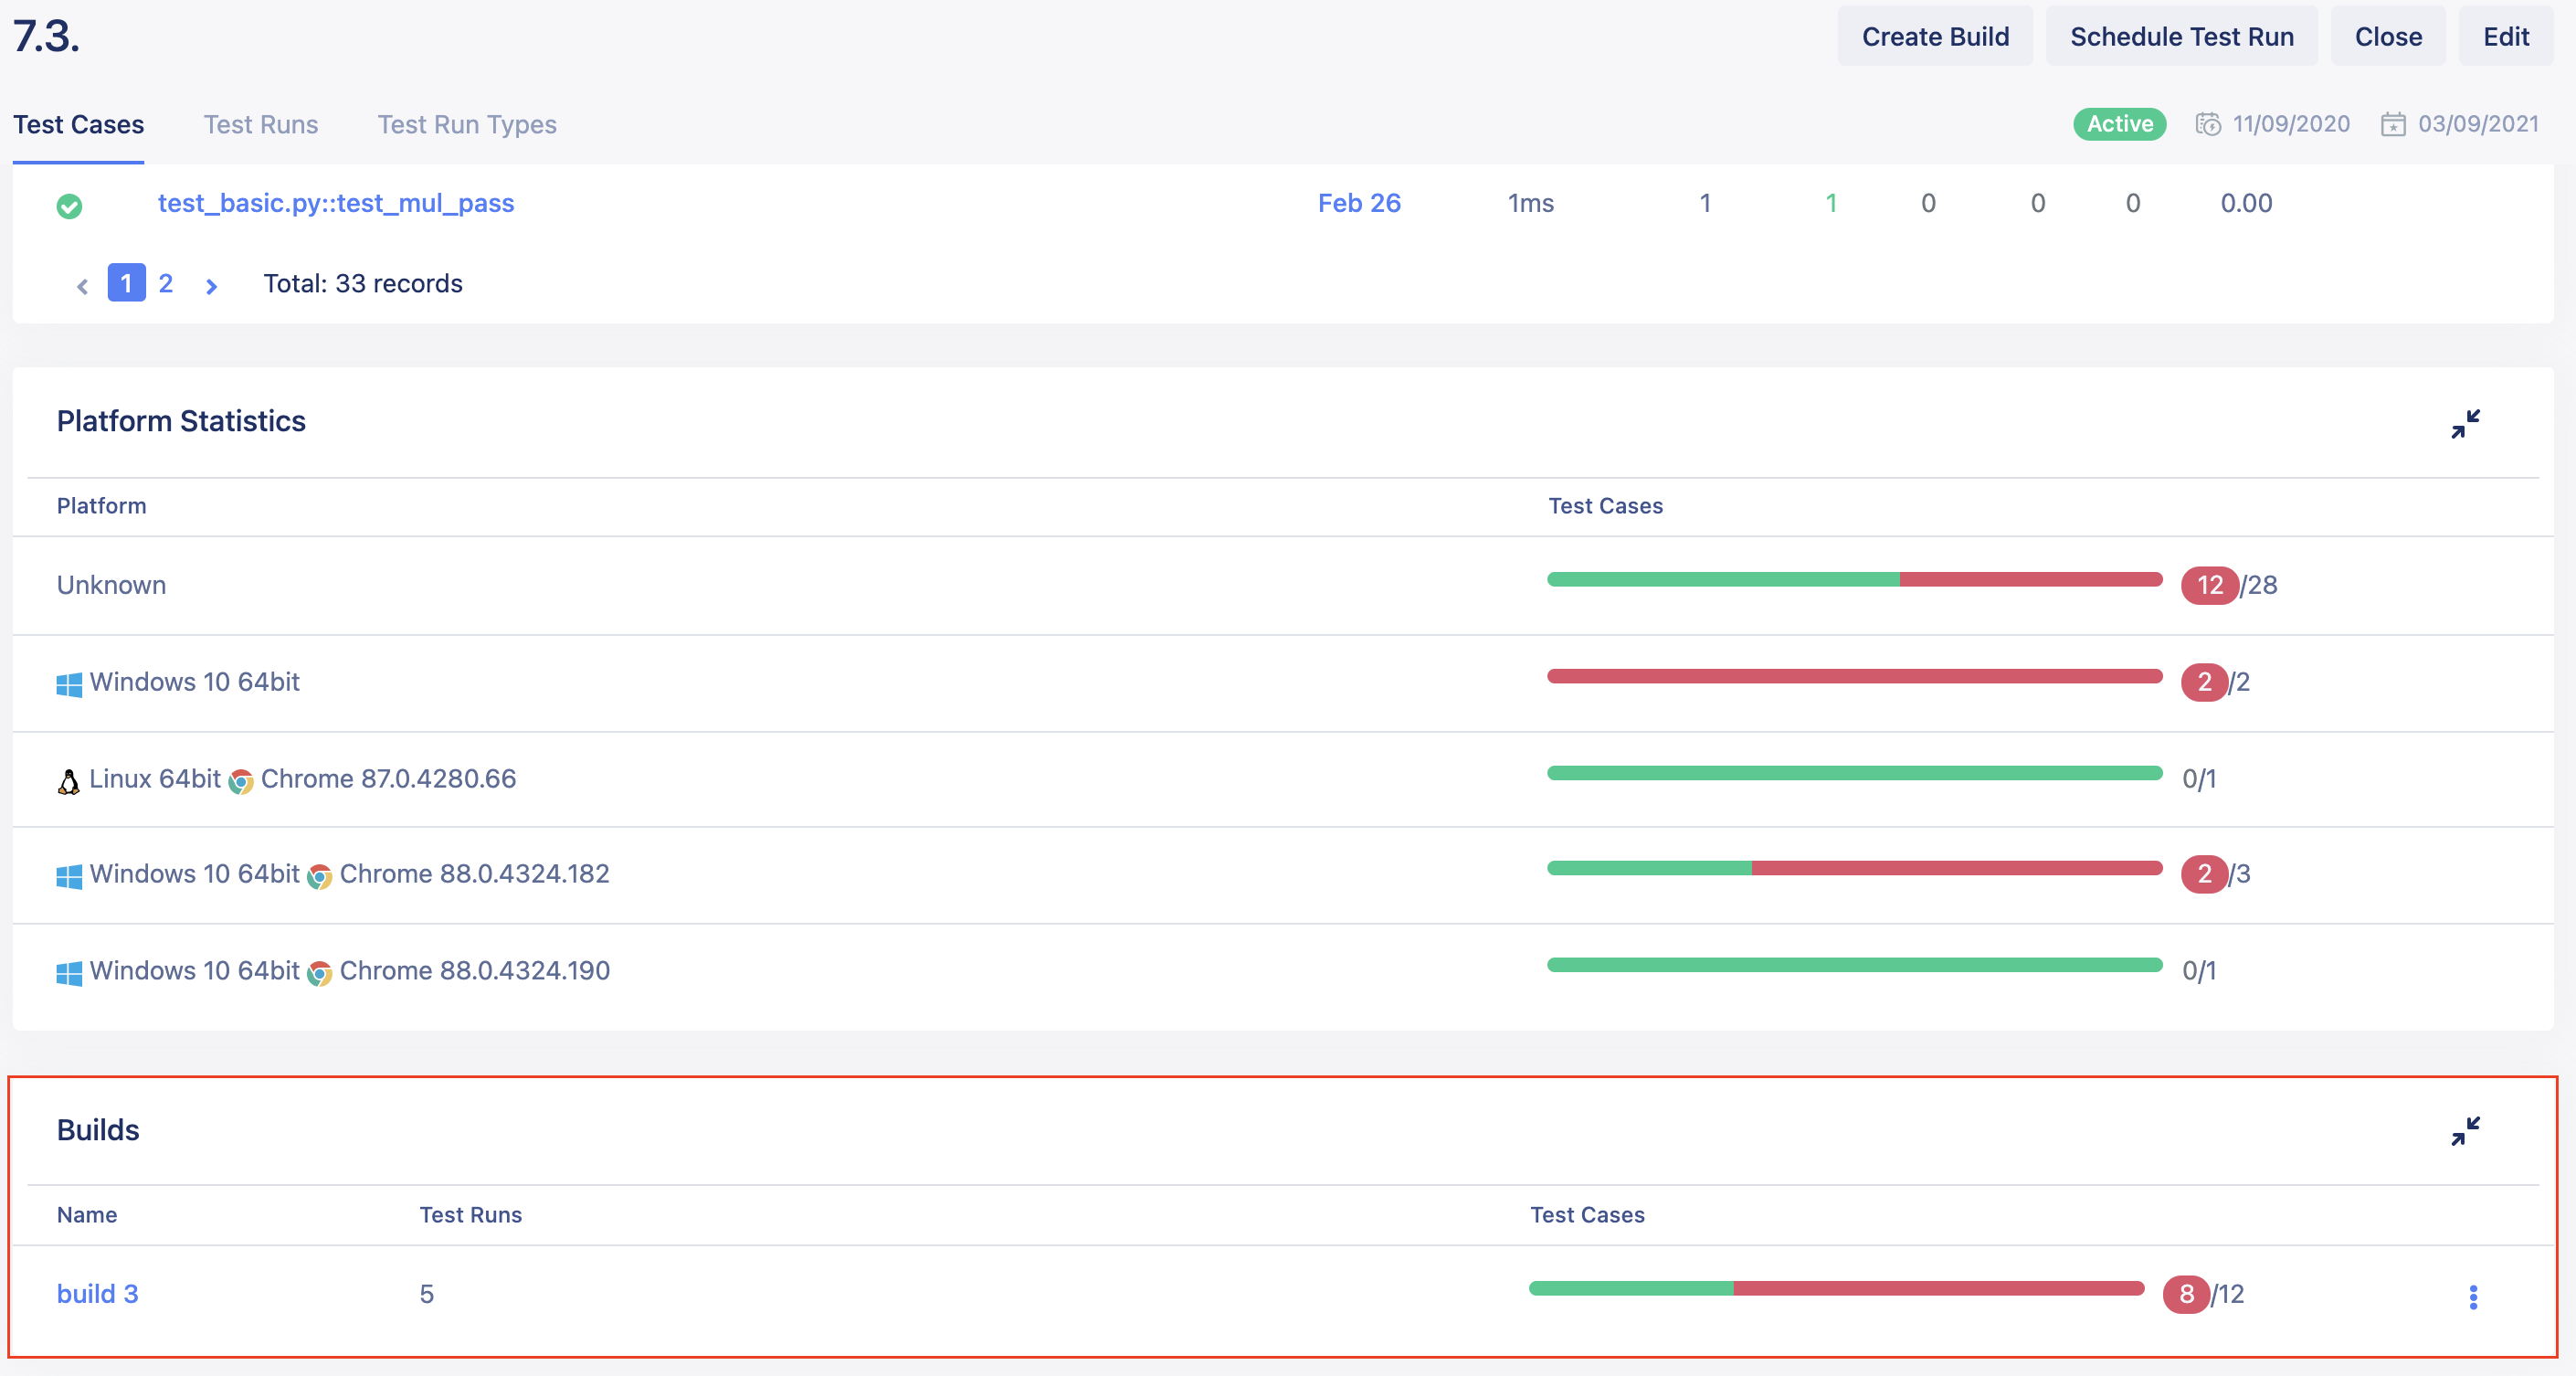 7.3.
Create Build
Schedule Test Run
Close
Edit
Test Cases
Test Runs
Test Run Types
Active
11/09/2020
03/09/2021
test_basic.py::test_mul_pass
Feb 26
1ms
1
1
0
0
0
0.00
1
2
Total: 33 records
Platform Statistics
Platform
Test Cases
Unknown
12/28
Windows 10 64bit
2/2
Linux 64bit Chrome 87.0.4280.66
0/1
Windows 10 64bit Chrome 88.0.4324.182
2/3
Windows 10 64bit Chrome 88.0.4324.190
0/1
Builds
Name
Test Runs
Test Cases
build 3
5
8/12